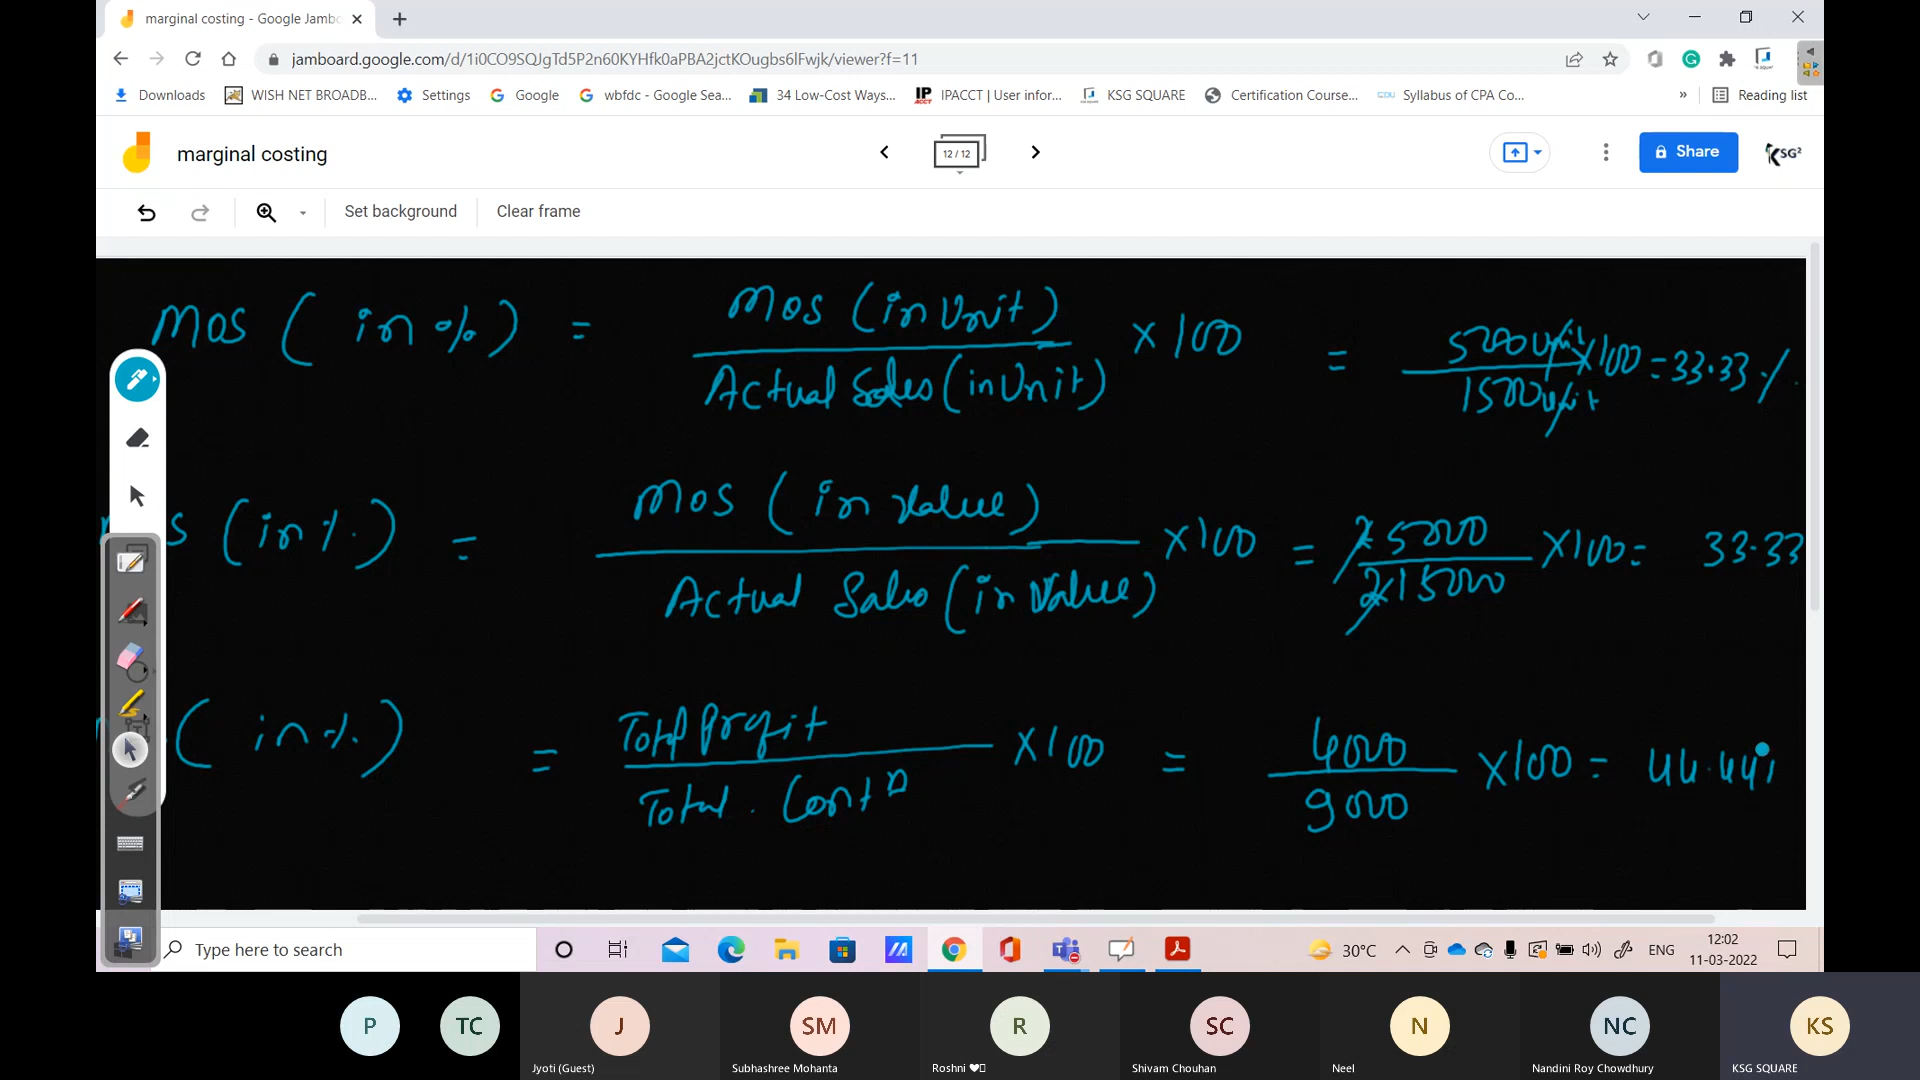 marginal costing - Google Jambo
jamboard.google.com/d/1i0CO9SQJgTd5P2n60KYHfk0aPBA2jctKOugbs6lFwjk/viewer?f=11
Downloads WISH NET BROADB... Settings Google wbfdc - Google Sea... 34 Low-Cost Ways... IPACCT | User infor... KSG SQUARE Certification Course... Syllabus of CPA Co... » Reading list
marginal costing
12 / 12
Share
KSG²
Set background Clear frame
MOS (in %) = MOS (in Unit) / Actual Sales (in Unit) × 100 = 5000 Unit / 1500 Unit × 100 = 33.33 %
s (in %) = MOS (in Value) / Actual Sales (in Value) × 100 = 25000 / 215000 × 100 = 33.33
(in %) = Total Profit / Total. Contⁿ × 100 = 4000 / 9000 × 100 = 44.44
Type here to search
30°C
ENG
12:02
11-03-2022
P TC J SM R SC N NC KS
Jyoti (Guest) Subhashree Mohanta Roshni ❤ Shivam Chouhan Neel Nandini Roy Chowdhury KSG SQUARE